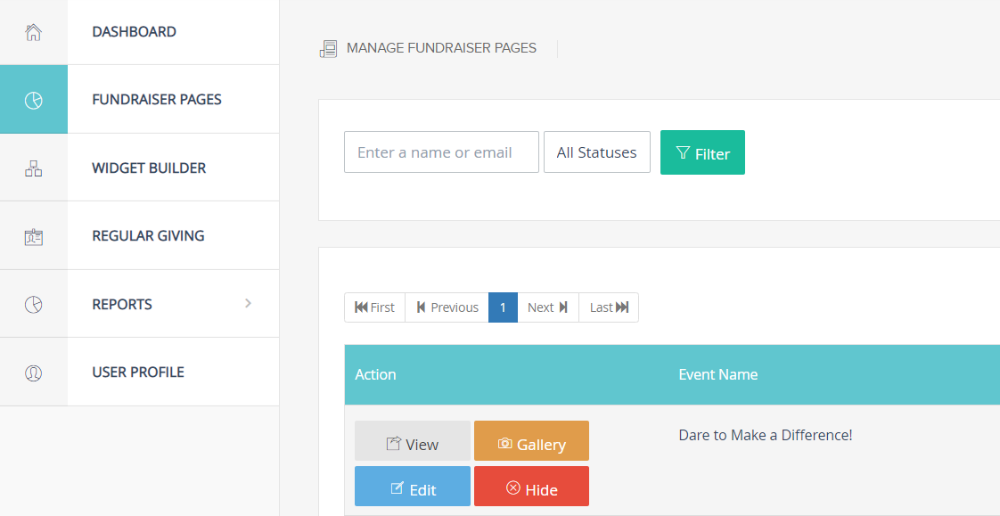 DASHBOARD
FUNDRAISER PAGES
WIDGET BUILDER
REGULAR GIVING
REPORTS
USER PROFILE
MANAGE FUNDRAISER PAGES
Enter a name or email All Statuses Filter
First Previous 1 Next Last
Action Event Name
View Gallery Dare to Make a Difference!
Edit Hide